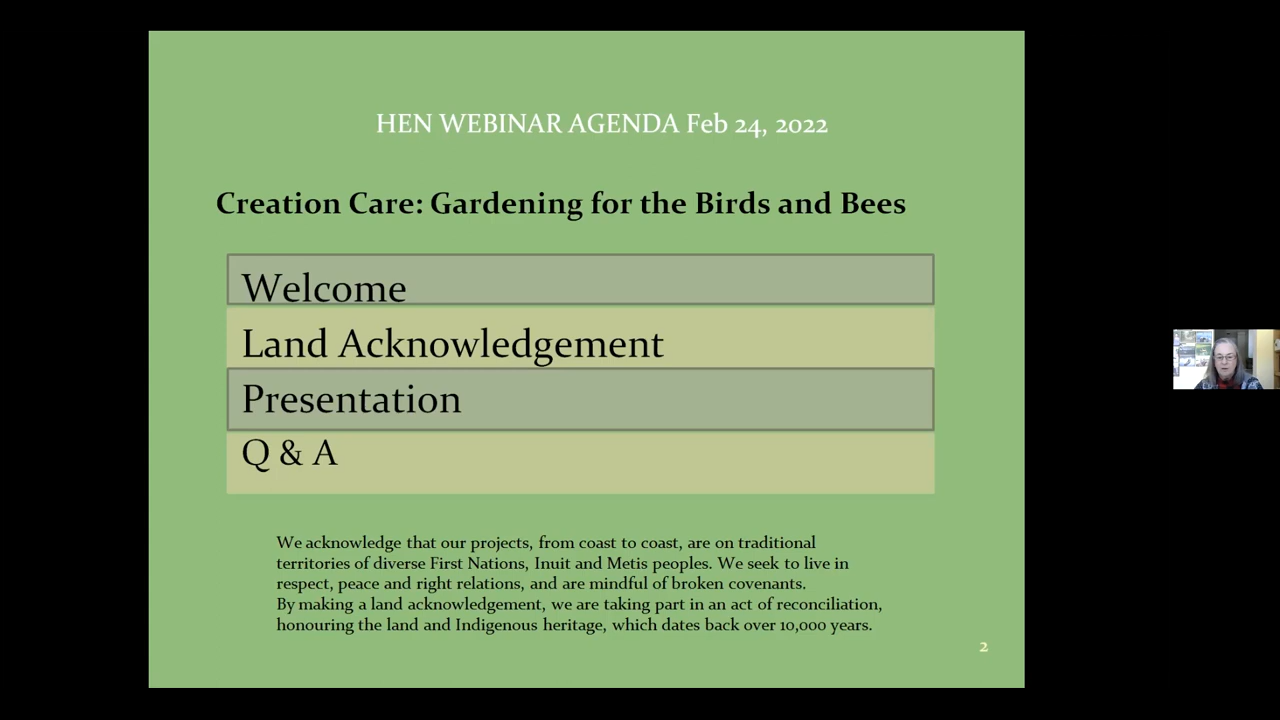 HEN WEBINAR AGENDA Feb 24, 2022
Creation Care: Gardening for the Birds and Bees
Welcome
Land Acknowledgement
Presentation
Q & A
We acknowledge that our projects, from coast to coast, are on traditional
territories of diverse First Nations, Inuit and Metis peoples. We seek to live in
respect, peace and right relations, and are mindful of broken covenants.
By making a land acknowledgement, we are taking part in an act of reconciliation,
honouring the land and Indigenous heritage, which dates back over 10,000 years.
2